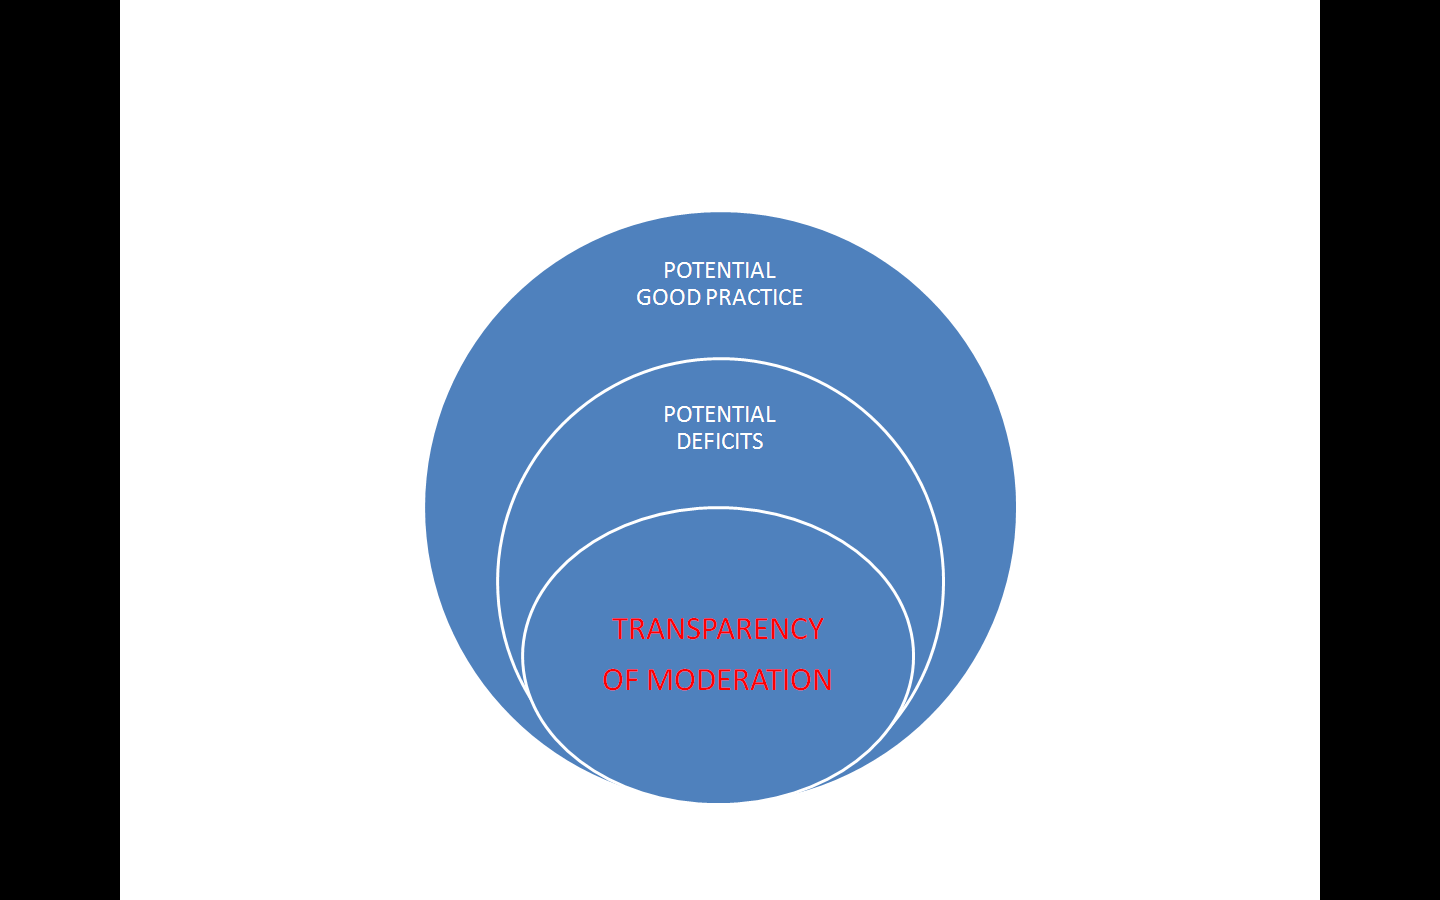 POTENTIAL
GOOD PRACTICE
POTENTIAL
DEFICITS
TRANSPARENCY
OF MODERATION